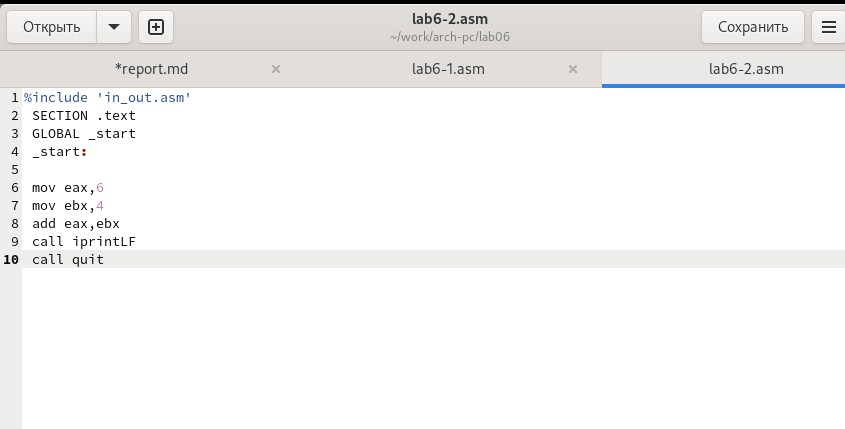 Открыть
lab6-2.asm
~/work/arch-pc/lab06
Сохранить
*report.md
lab6-1.asm
lab6-2.asm
1 %include 'in_out.asm'
2 SECTION .text
3 GLOBAL _start
4 _start:
5
6 mov eax,6
7 mov ebx,4
8 add eax,ebx
9 call iprintLF
10 call quit